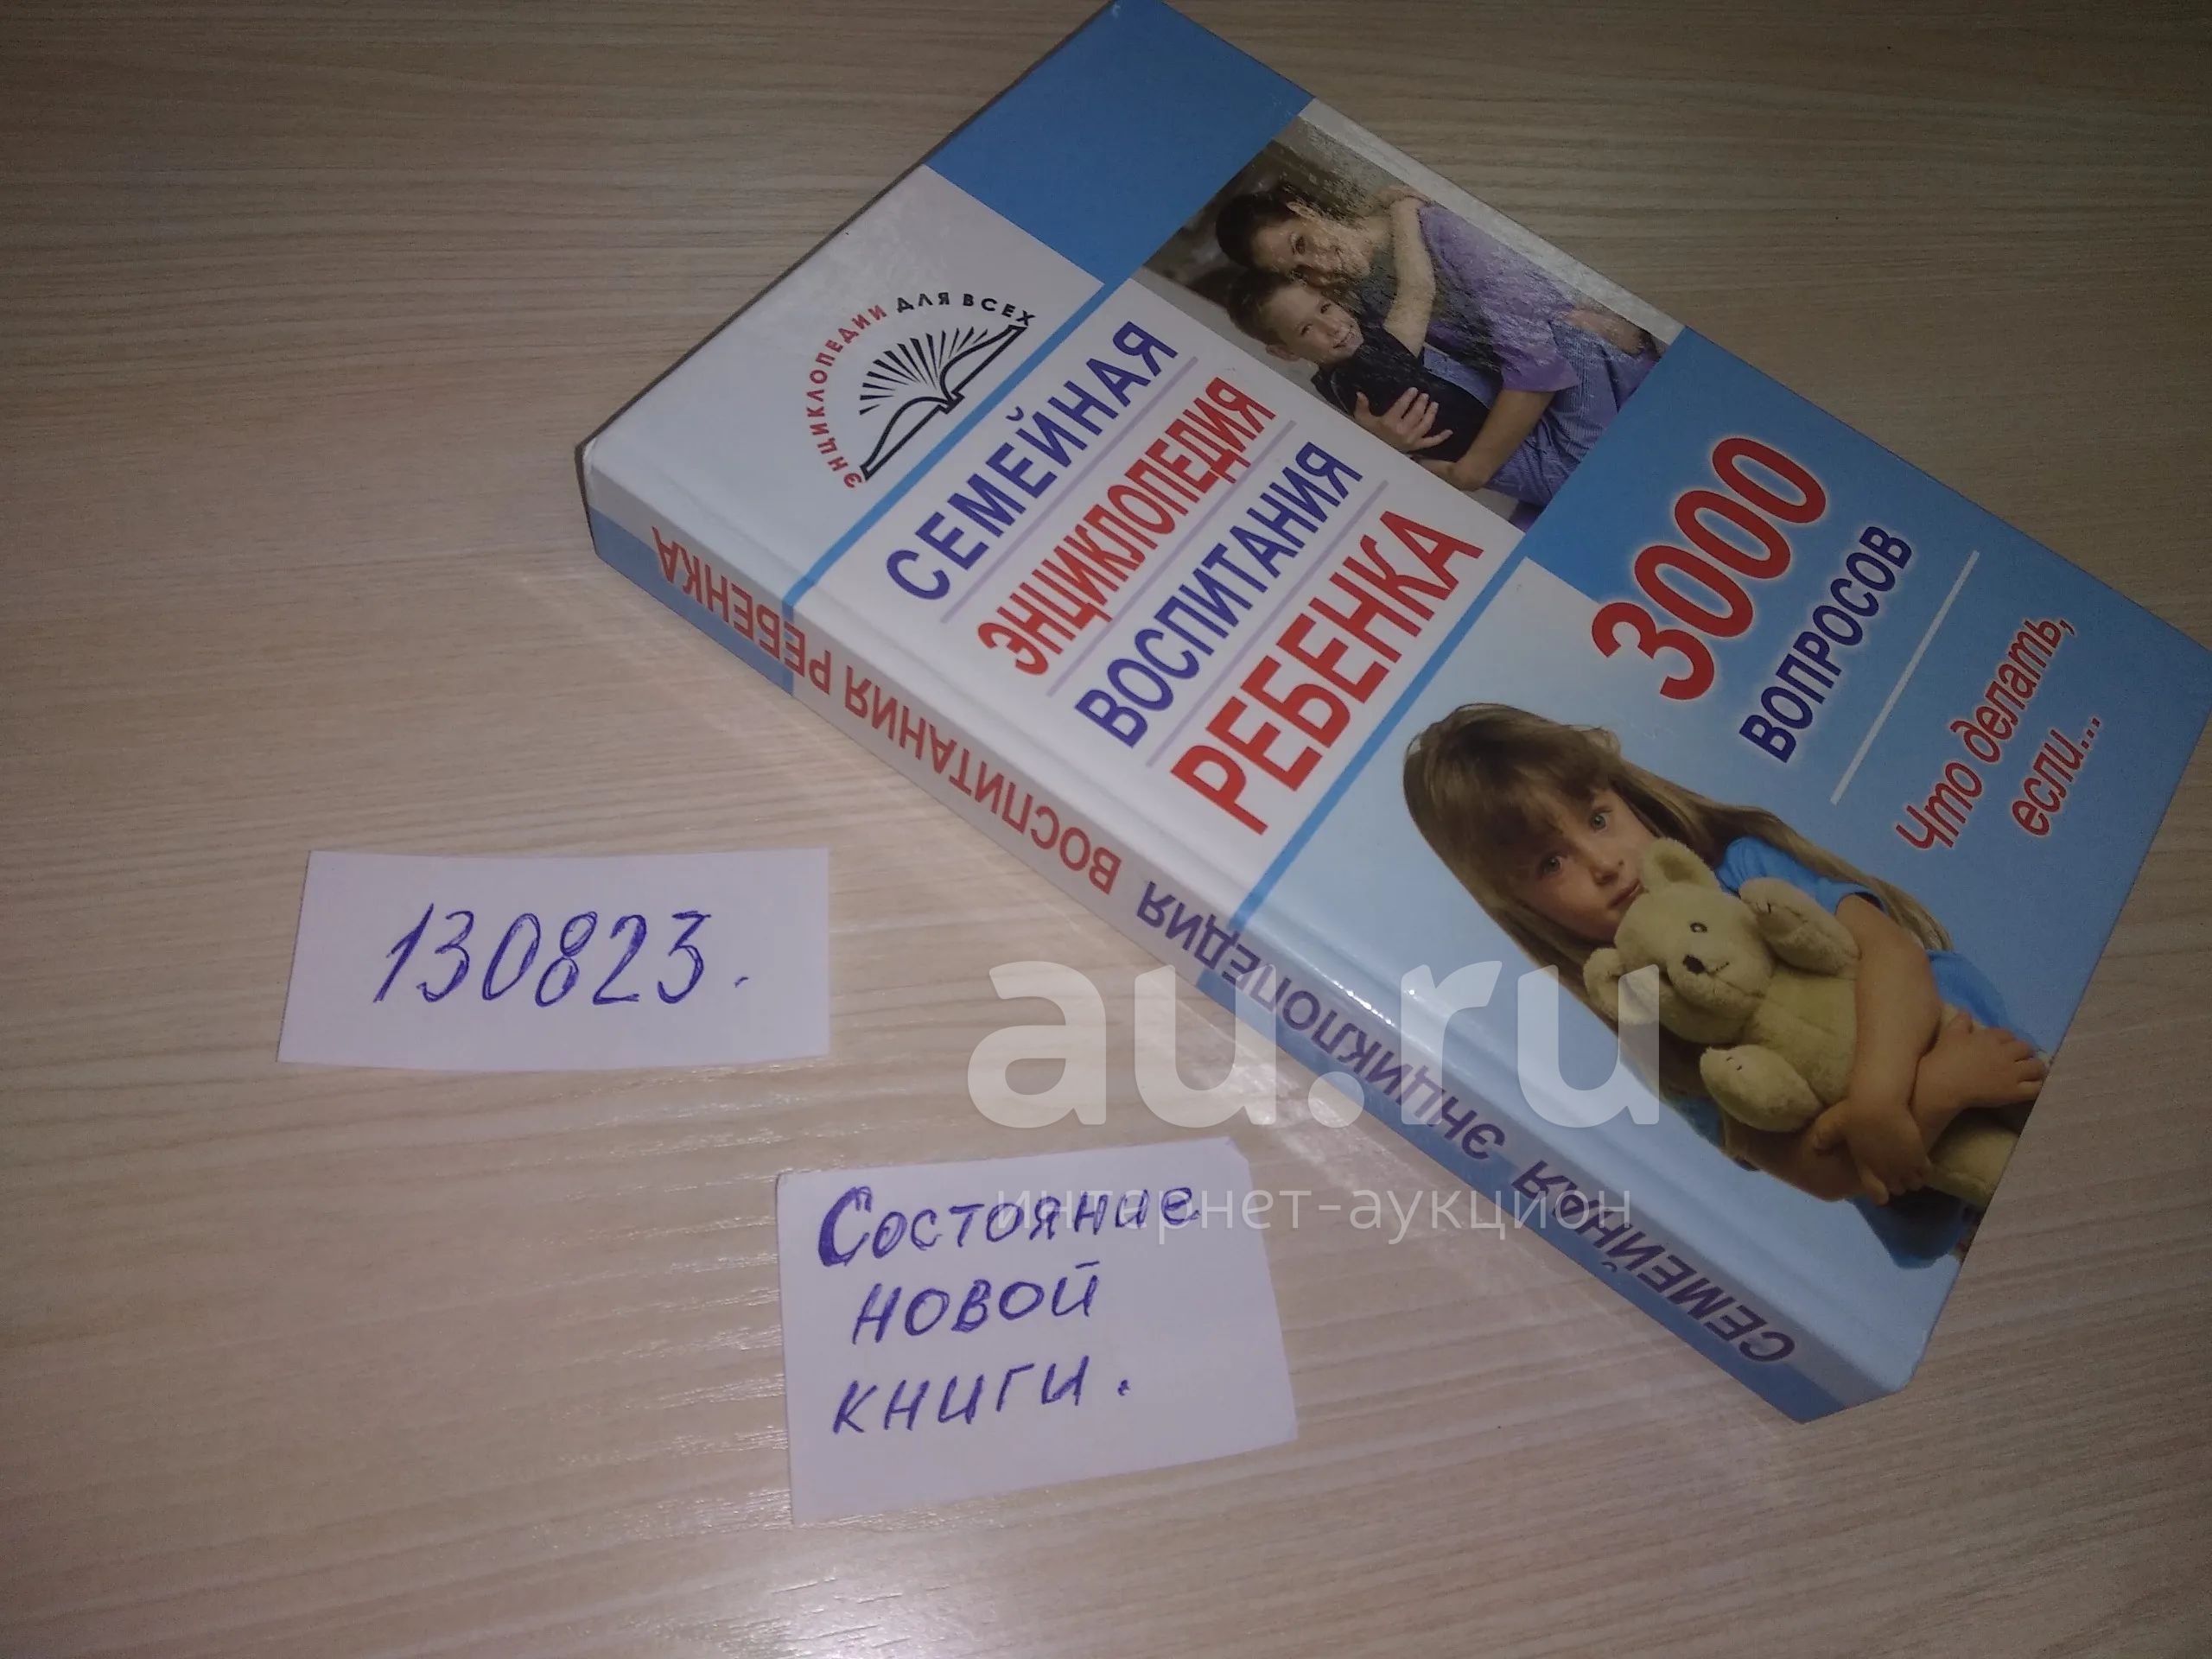 ЭНЦИКЛОПЕДИИ ДЛЯ ВСЕХ
СЕМЕЙНАЯ
ЭНЦИКЛОПЕДИЯ
ВОСПИТАНИЯ
РЕБЕНКА
3000
ВОПРОСОВ
Что делать,
если...
СЕМЕЙНАЯ ЭНЦИКЛОПЕДИЯ ВОСПИТАНИЯ РЕБЕНКА
130823.
Состояние
новой
книги.
au.ru
интернет-аукцион